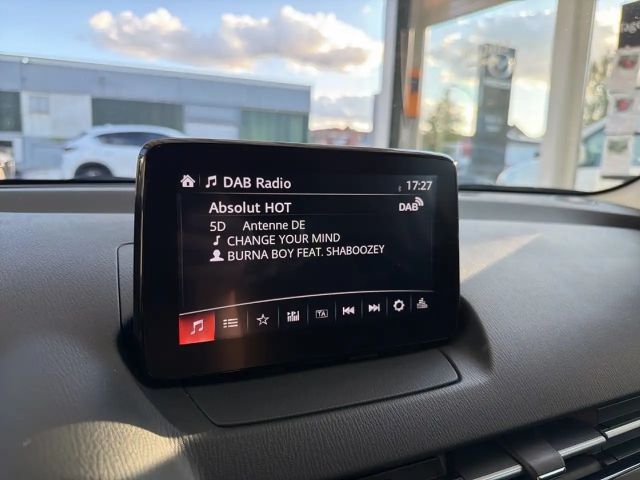 DAB Radio 17:27
Absolut HOT DAB
5D Antenne DE
CHANGE YOUR MIND
BURNA BOY FEAT. SHABOOZEY
TA